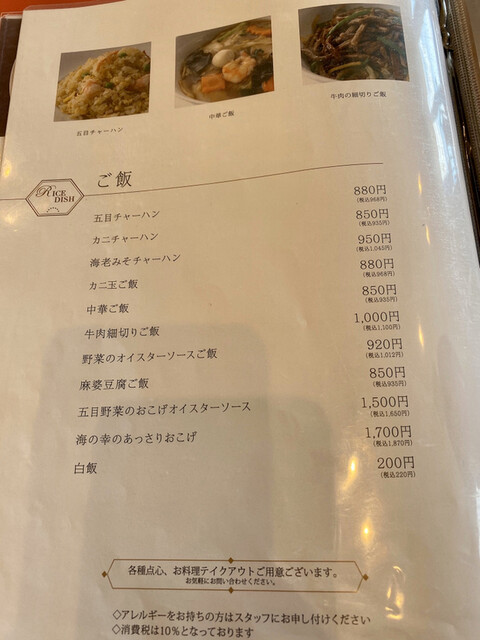 五目チャーハン
中華ご飯
牛肉の細切りご飯
RICE DISH
ご飯
五目チャーハン 880円
(税込968円)
カニチャーハン 850円
(税込935円)
海老みそチャーハン 950円
(税込1,045円)
カニ玉ご飯 880円
(税込968円)
中華ご飯 850円
(税込935円)
牛肉細切りご飯 1,000円
(税込1,100円)
野菜のオイスターソースご飯 920円
(税込1,012円)
麻婆豆腐ご飯 850円
(税込935円)
五目野菜のおこげオイスターソース 1,500円
(税込1,650円)
海の幸のあっさりおこげ 1,700円
(税込1,870円)
白飯 200円
(税込220円)
各種点心、お料理テイクアウトご用意ございます。
お気軽にお問い合わせください。
◇アレルギーをお持ちの方はスタッフにお申し付けください
◇消費税は10%となっております